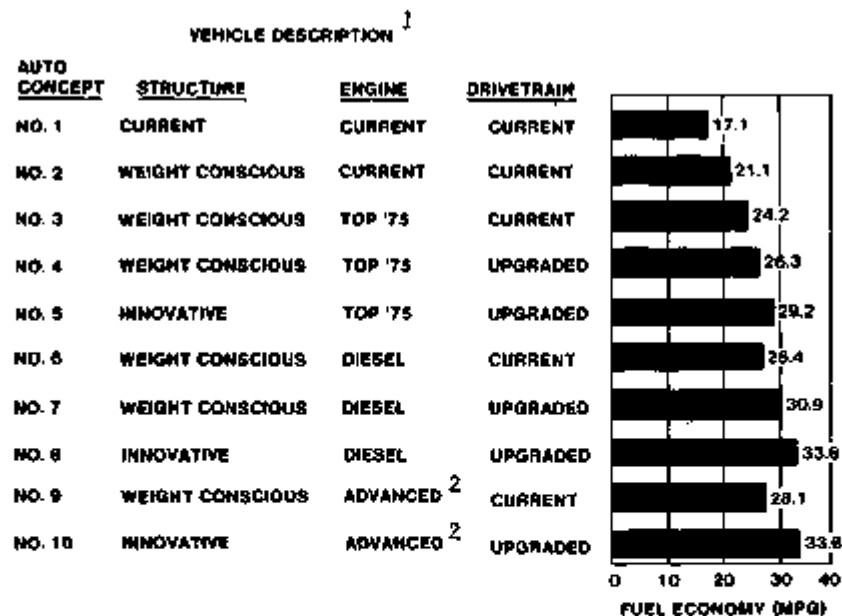 VEHICLE DESCRIPTION 1
AUTO CONCEPT STRUCTURE ENGINE DRIVETRAIN
NO. 1 CURRENT CURRENT CURRENT 17.1
NO. 2 WEIGHT CONSCIOUS CURRENT CURRENT 21.1
NO. 3 WEIGHT CONSCIOUS TOP '75 CURRENT 24.2
NO. 4 WEIGHT CONSCIOUS TOP '75 UPGRADED 26.3
NO. 5 INNOVATIVE TOP '75 UPGRADED 29.2
NO. 6 WEIGHT CONSCIOUS DIESEL CURRENT 28.4
NO. 7 WEIGHT CONSCIOUS DIESEL UPGRADED 30.9
NO. 8 INNOVATIVE DIESEL UPGRADED
NO. 9 WEIGHT CONSCIOUS ADVANCED 2 CURRENT 28.1
NO. 10 INNOVATIVE ADVANCED 2 UPGRADED
0 10 20 30 40
FUEL ECONOMY (MPG)